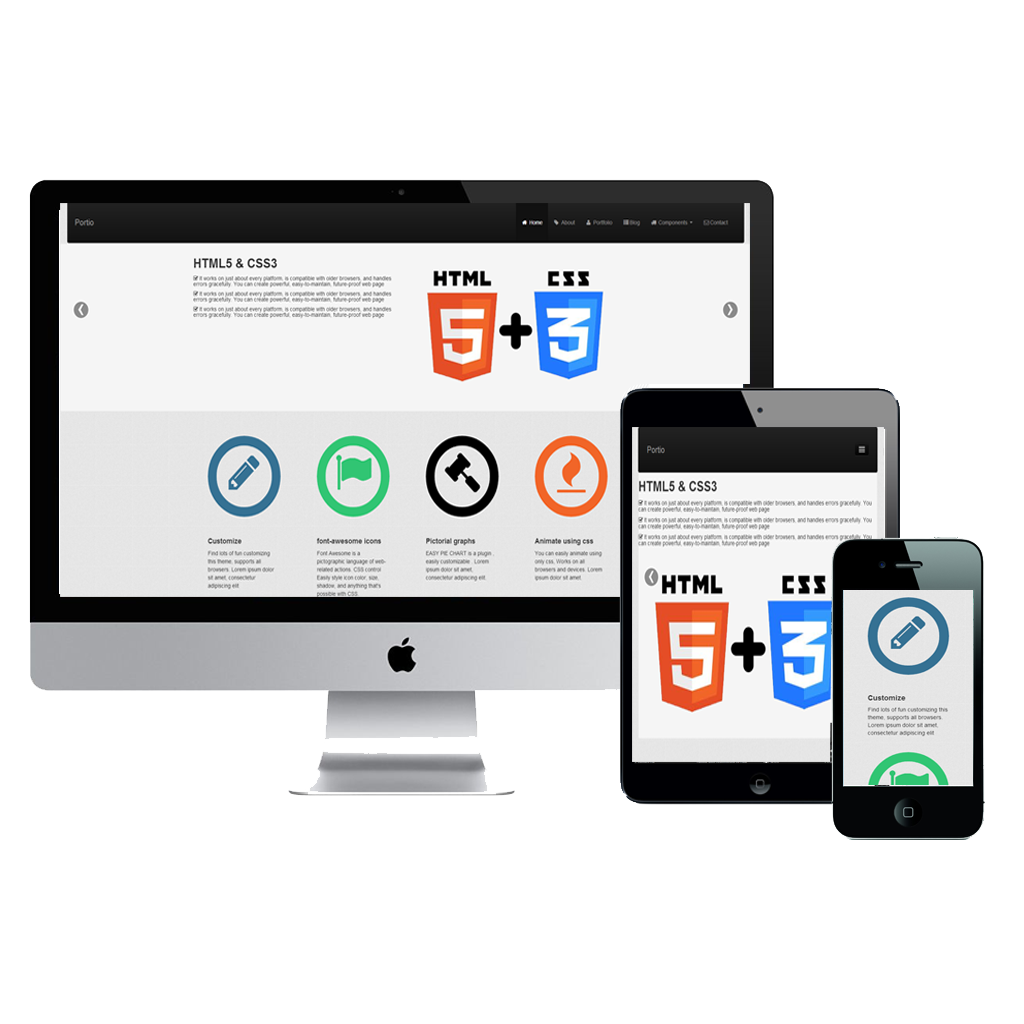 Portio
Home About Portfolio Blog Components Contact
HTML5 & CSS3
It works on just about every platform, is compatible with older browsers, and handles
errors gracefully. You can create powerful, easy-to-maintain, future-proof web page
It works on just about every platform, is compatible with older browsers, and handles
errors gracefully. You can create powerful, easy-to-maintain, future-proof web page
It works on just about every platform, is compatible with older browsers, and handles
errors gracefully. You can create powerful, easy-to-maintain, future-proof web page
HTML CSS
5 + 3
Customize
Find lots of fun customizing
this theme, supports all
browsers. Lorem ipsum dolor
sit amet, consectetur
adipiscing elit
font-awesome icons
Font Awesome is a
pictographic language of web-
related actions. CSS control
Easily style icon color, size,
shadow, and anything that's
possible with CSS.
Pictorial graphs
EASY PIE CHART is a plugin ,
easily customizable . Lorem
ipsum dolor sit amet,
consectetur adipiscing elit.
Animate using css
You can easily animate using
only css, Works on all
browsers and devices. Lorem
ipsum dolor sit amet.
Portio
HTML5 & CSS3
It works on just about every platform, is compatible with older browsers, and handles errors gracefully. You
can create powerful, easy-to-maintain, future-proof web page
It works on just about every platform, is compatible with older browsers, and handles errors gracefully. You
can create powerful, easy-to-maintain, future-proof web page
It works on just about every platform, is compatible with older browsers, and handles errors gracefully. You
can create powerful, easy-to-maintain, future-proof web page
HTML CSS
5 + 3
Customize
Find lots of fun customizing this
theme, supports all browsers.
Lorem ipsum dolor sit amet,
consectetur adipiscing elit